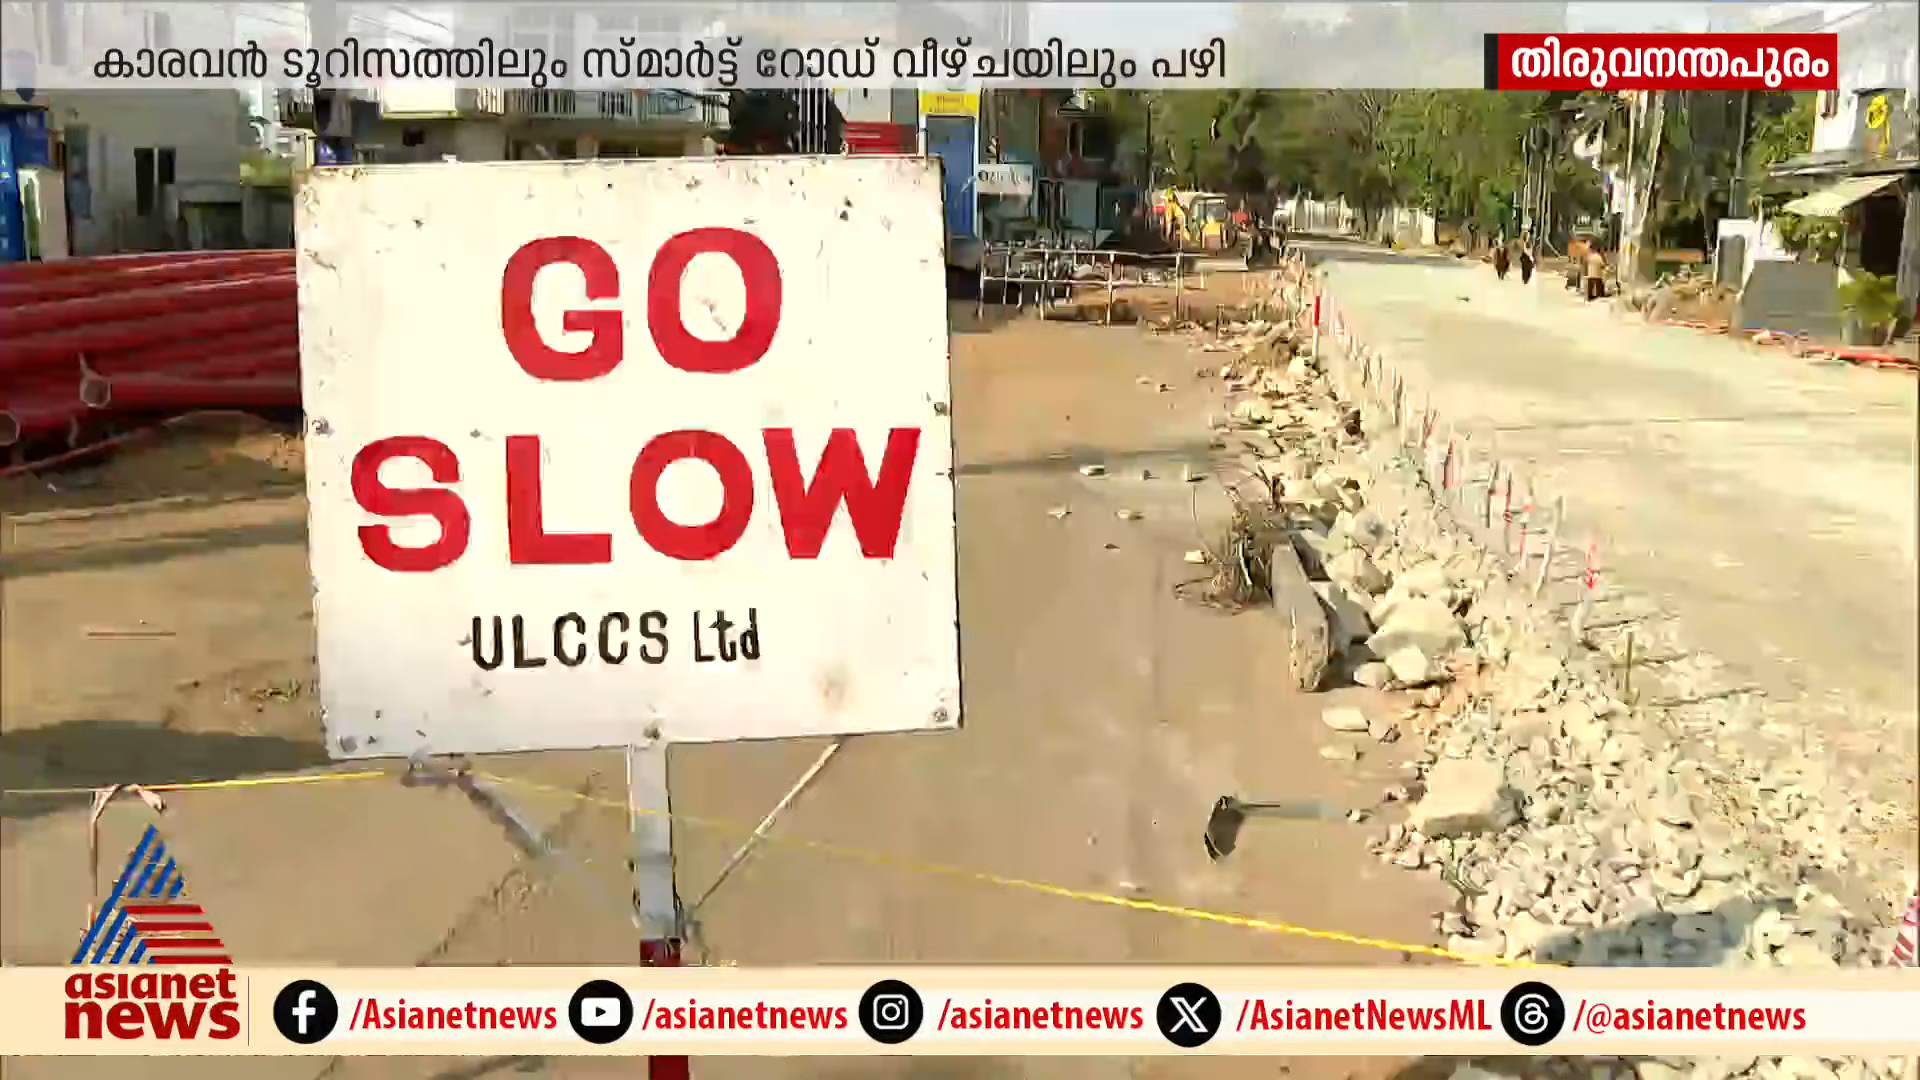 കാരവൻ ടൂറിസത്തിലും സ്മാർട്ട് റോഡ് വീഴ്ചയിലും പഴി
തിരുവനന്തപുരം
GO
SLOW
ULCCS Ltd
asianet
news
/Asianetnews
/asianetnews
/asianetnews
/AsianetNewsML
/@asianetnews